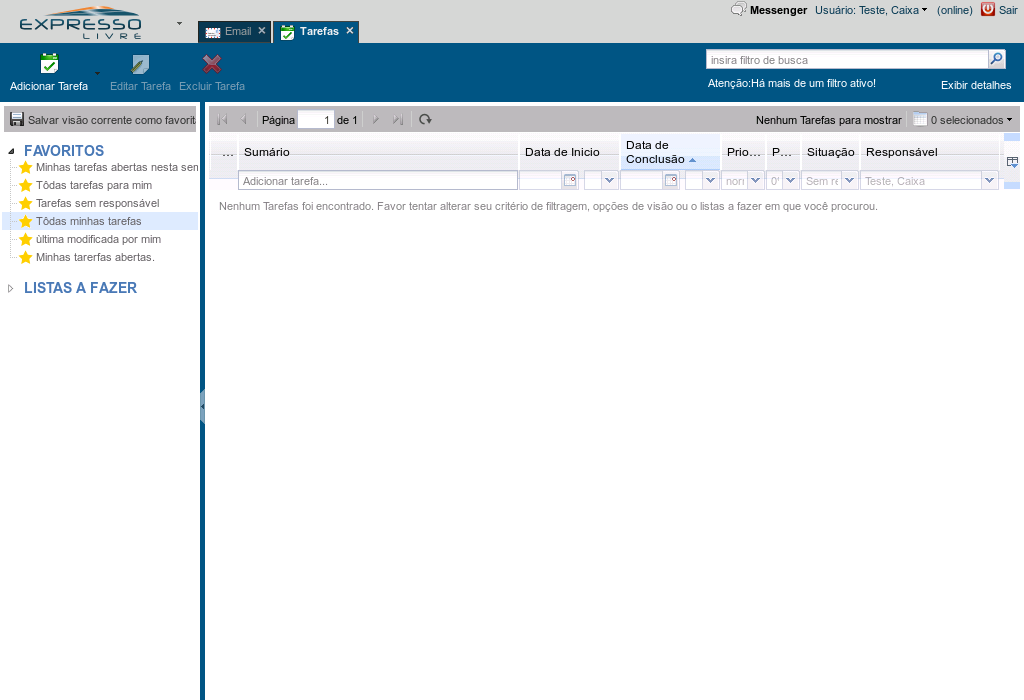 EXPRESSO
LIVRE
Email
Tarefas
Messenger
Usuário: Teste, Caixa
(online)
Sair
Adicionar Tarefa
Editar Tarefa
Excluir Tarefa
insira filtro de busca
Atenção:Há mais de um filtro ativo!
Exibir detalhes
Salvar visão corrente como favorita
Página 1 de 1
Nenhum Tarefas para mostrar
0 selecionados
FAVORITOS
Minhas tarefas abertas nesta sen
Tôdas tarefas para mim
Tarefas sem responsável
Tôdas minhas tarefas
última modificada por mim
Minhas tarerfas abertas.
LISTAS A FAZER
... Sumário Data de Inicio Data de Conclusão Prio... P... Situação Responsável
Adicionar tarefa... non 0% Sem re Teste, Caixa
Nenhum Tarefas foi encontrado. Favor tentar alterar seu critério de filtragem, opções de visão ou o listas a fazer em que você procurou.